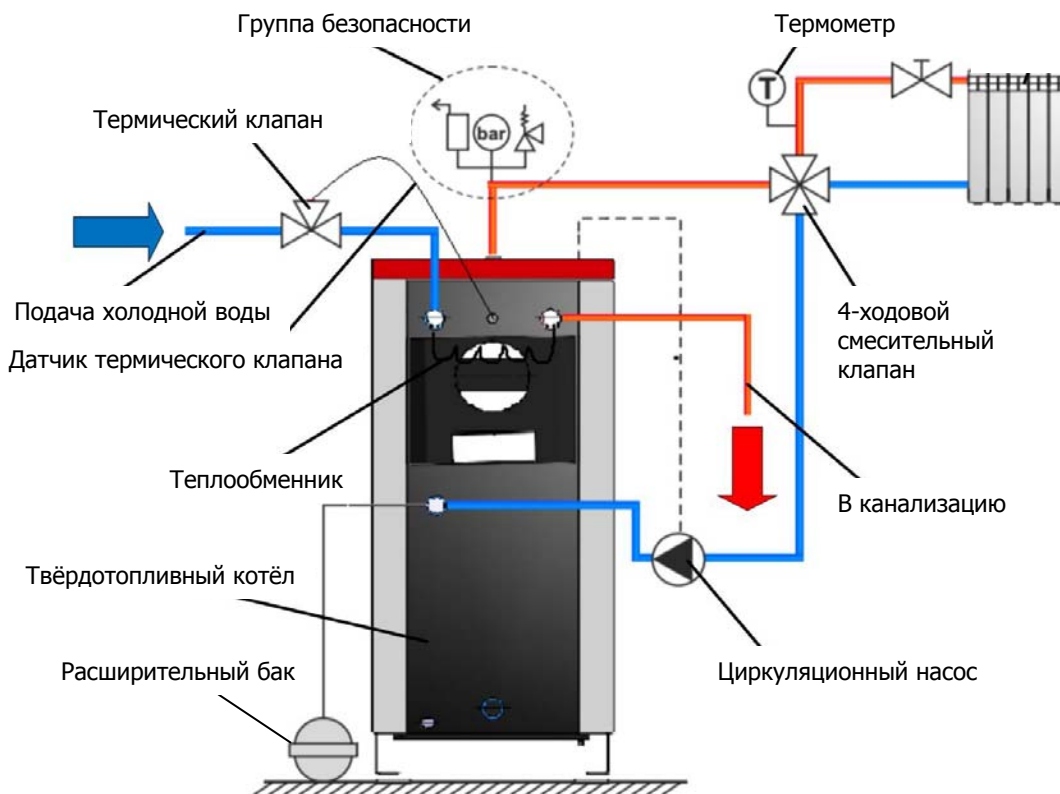 Группа безопасности
Термометр
Термический клапан
bar
T
Подача холодной воды
Датчик термического клапана
4-ходовой
смесительный
клапан
Теплообменник
В канализацию
Твёрдотопливный котёл
Расширительный бак
Циркуляционный насос